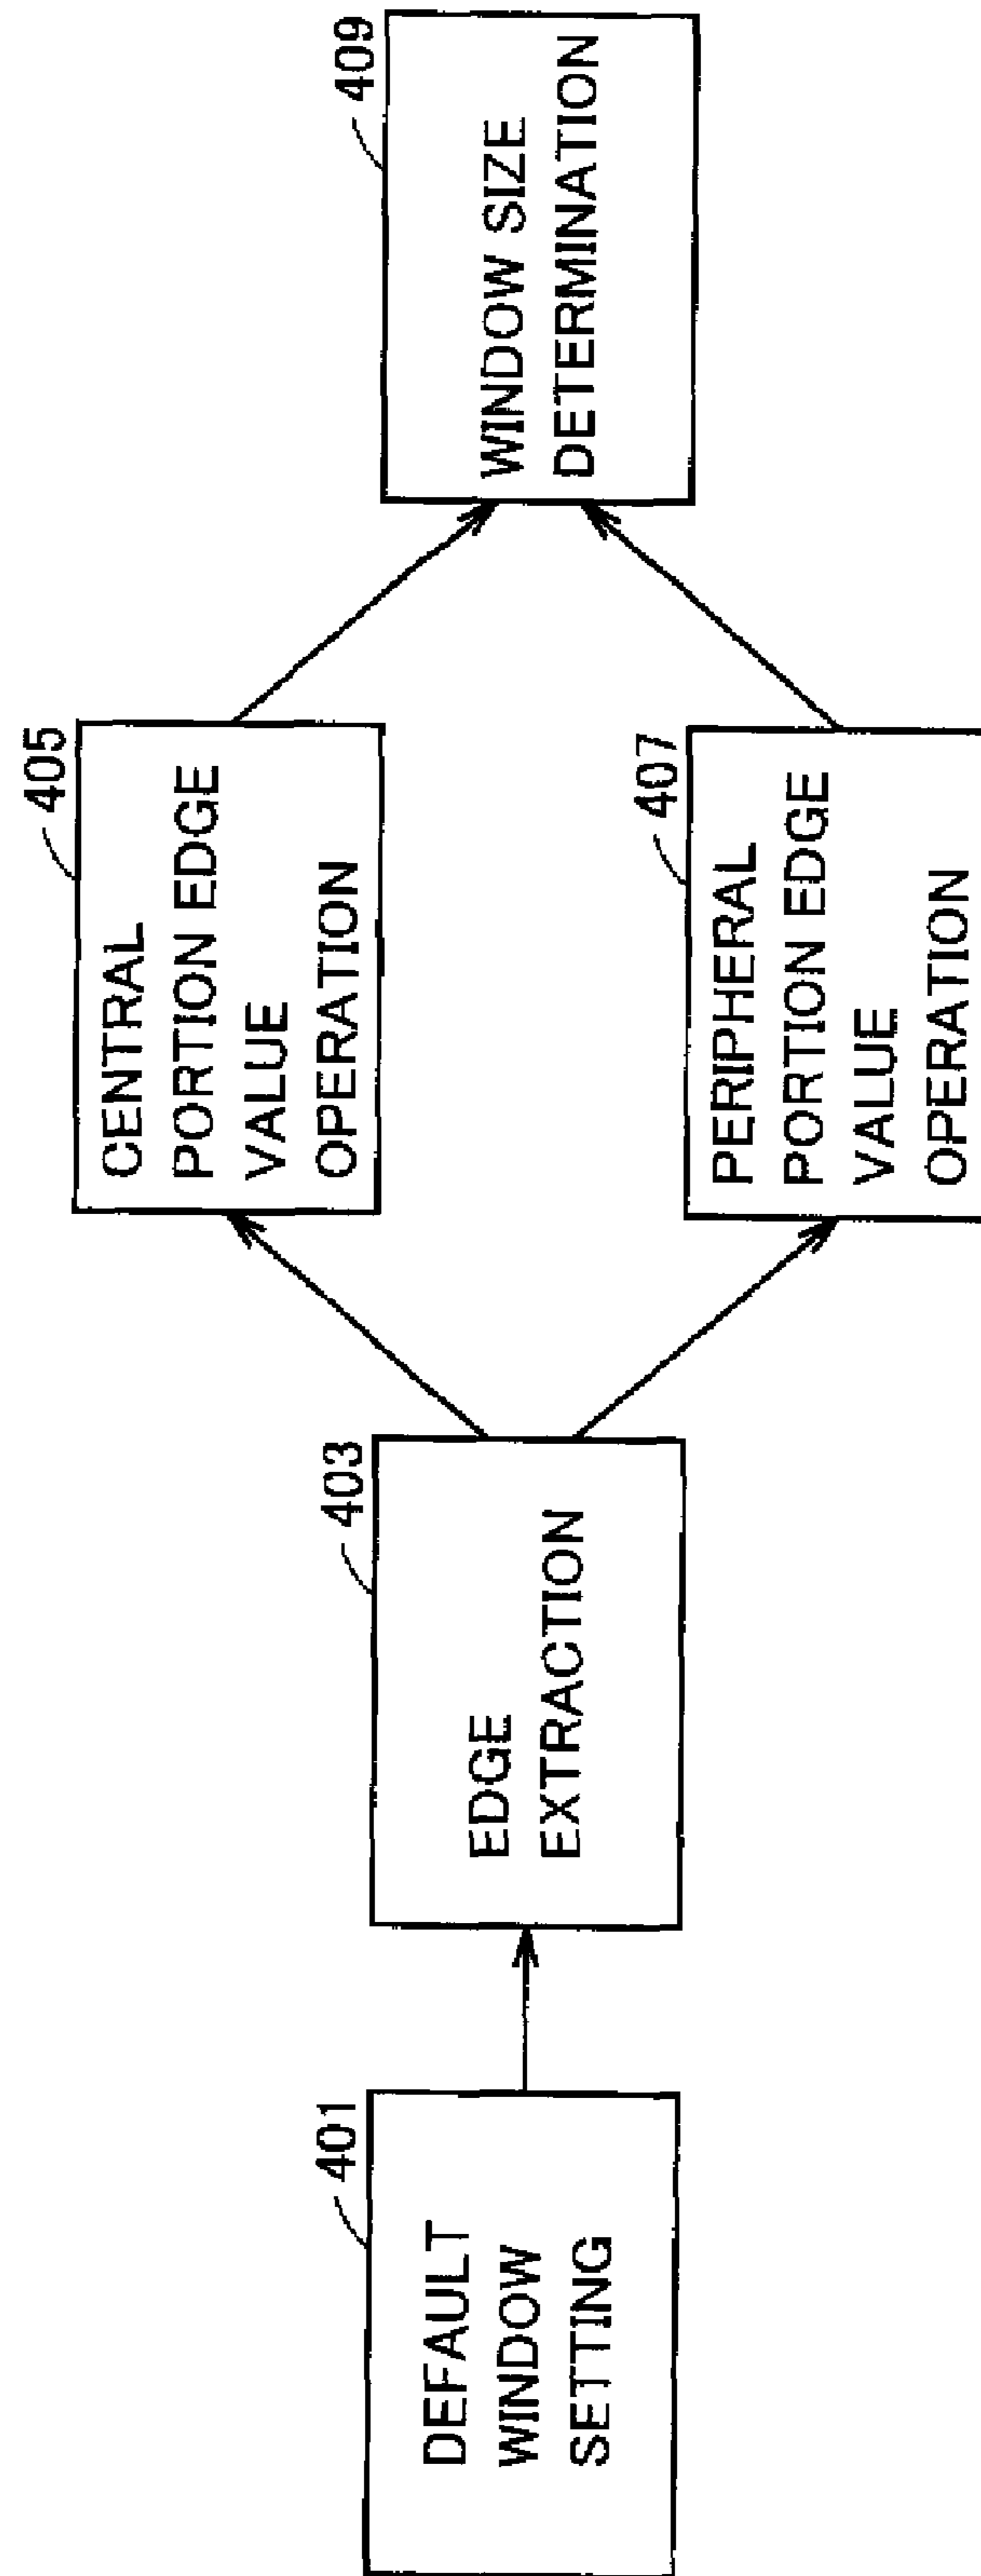 401
DEFAULT
WINDOW
SETTING
403
EDGE
EXTRACTION
405
CENTRAL
PORTION EDGE
VALUE
OPERATION
407
PERIPHERAL
PORTION EDGE
VALUE
OPERATION
409
WINDOW SIZE
DETERMINATION